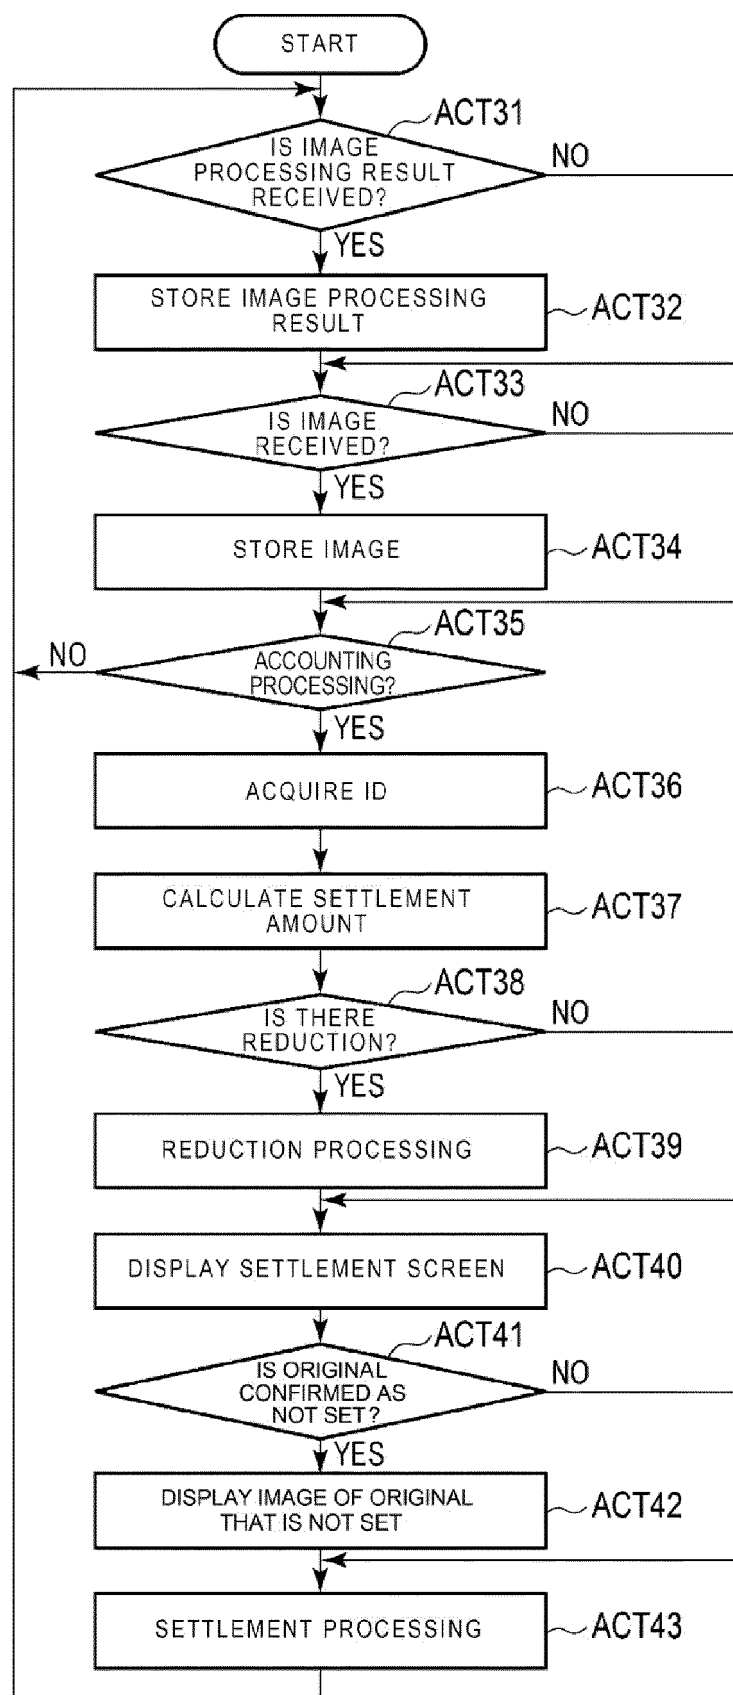 START
ACT31
IS IMAGE
PROCESSING RESULT
RECEIVED?
NO
YES
STORE IMAGE PROCESSING
RESULT
ACT32
ACT33
IS IMAGE
RECEIVED?
NO
YES
STORE IMAGE
ACT34
ACT35
NO
ACCOUNTING
PROCESSING?
YES
ACQUIRE ID
ACT36
CALCULATE SETTLEMENT
AMOUNT
ACT37
ACT38
IS THERE
REDUCTION?
NO
YES
REDUCTION PROCESSING
ACT39
DISPLAY SETTLEMENT SCREEN
ACT40
ACT41
IS ORIGINAL
CONFIRMED AS
NOT SET?
NO
YES
DISPLAY IMAGE OF ORIGINAL
THAT IS NOT SET
ACT42
SETTLEMENT PROCESSING
ACT43